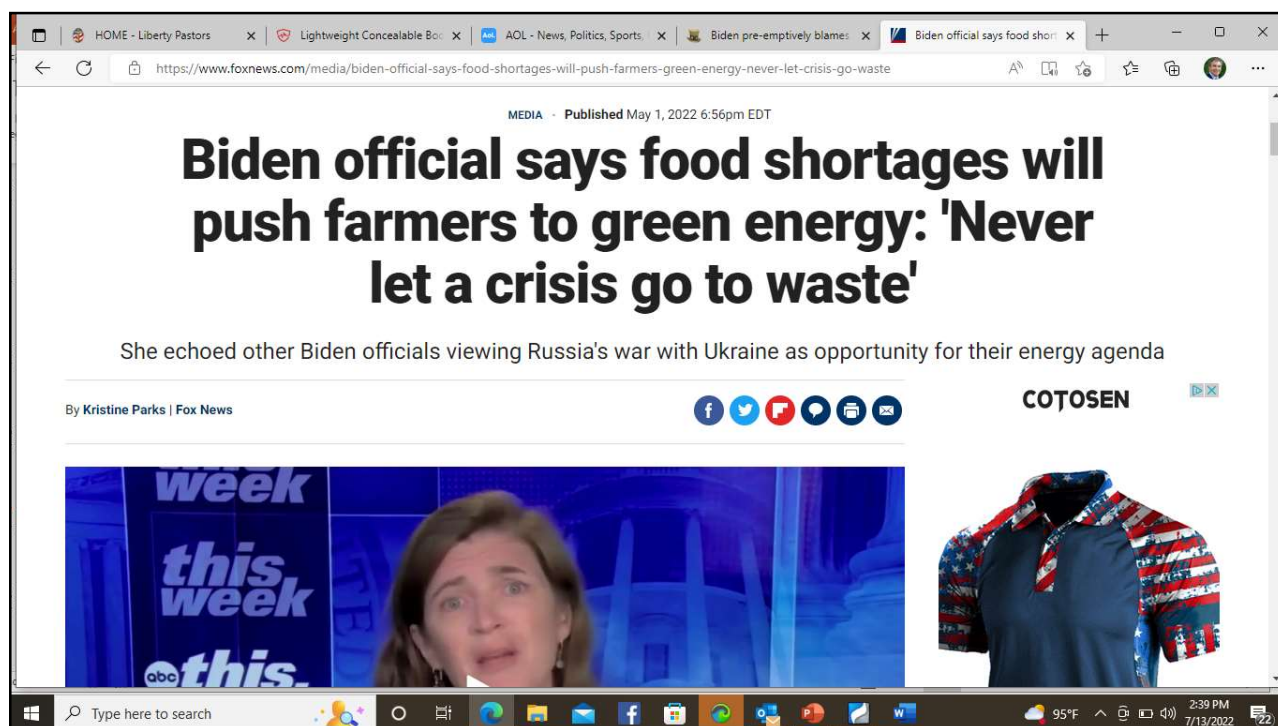 HOME - Liberty Pastors
Lightweight Concealable Bo
AOL - News, Politics, Sports,
Biden pre-emptively blames
Biden official says food short
https://www.foxnews.com/media/biden-official-says-food-shortages-will-push-farmers-green-energy-never-let-crisis-go-waste
MEDIA · Published May 1, 2022 6:56pm EDT
Biden official says food shortages will
push farmers to green energy: 'Never
let a crisis go to waste'
She echoed other Biden officials viewing Russia's war with Ukraine as opportunity for their energy agenda
By Kristine Parks | Fox News
COTOSEN
this
week
this
week
abc this
Type here to search
95°F
2:39 PM
7/13/2022
22